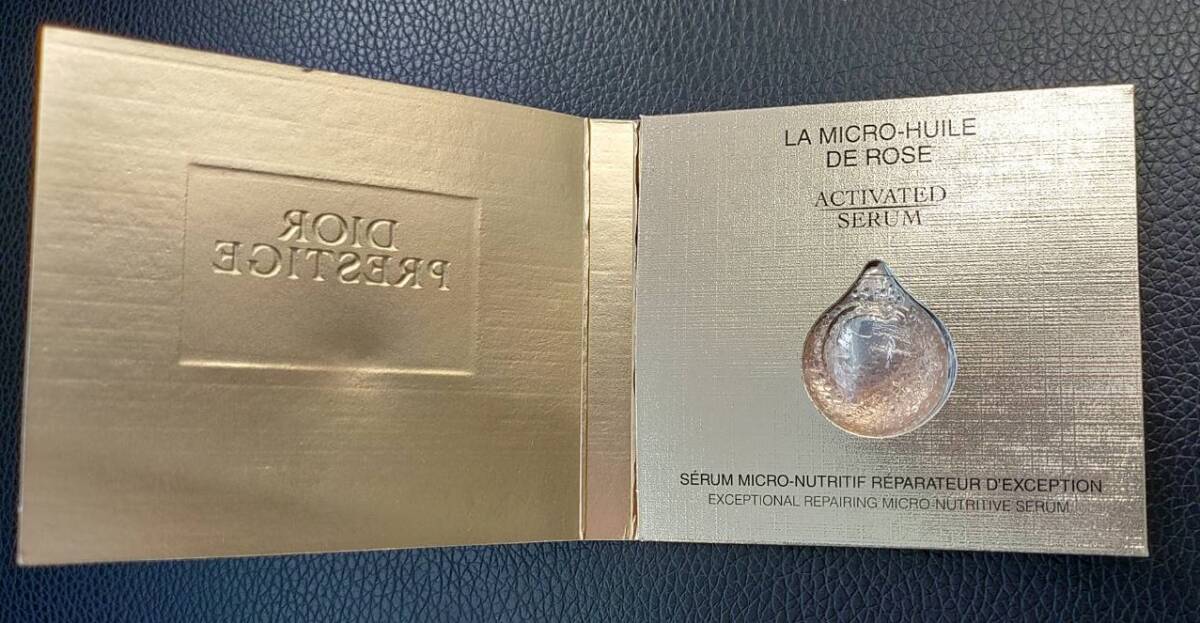 DIOR
PRESTIGE
LA MICRO-HUILE
DE ROSE
ACTIVATED
SERUM
SÉRUM MICRO-NUTRITIF RÉPARATEUR D'EXCEPTION
EXCEPTIONAL REPAIRING MICRO-NUTRITIVE SERUM